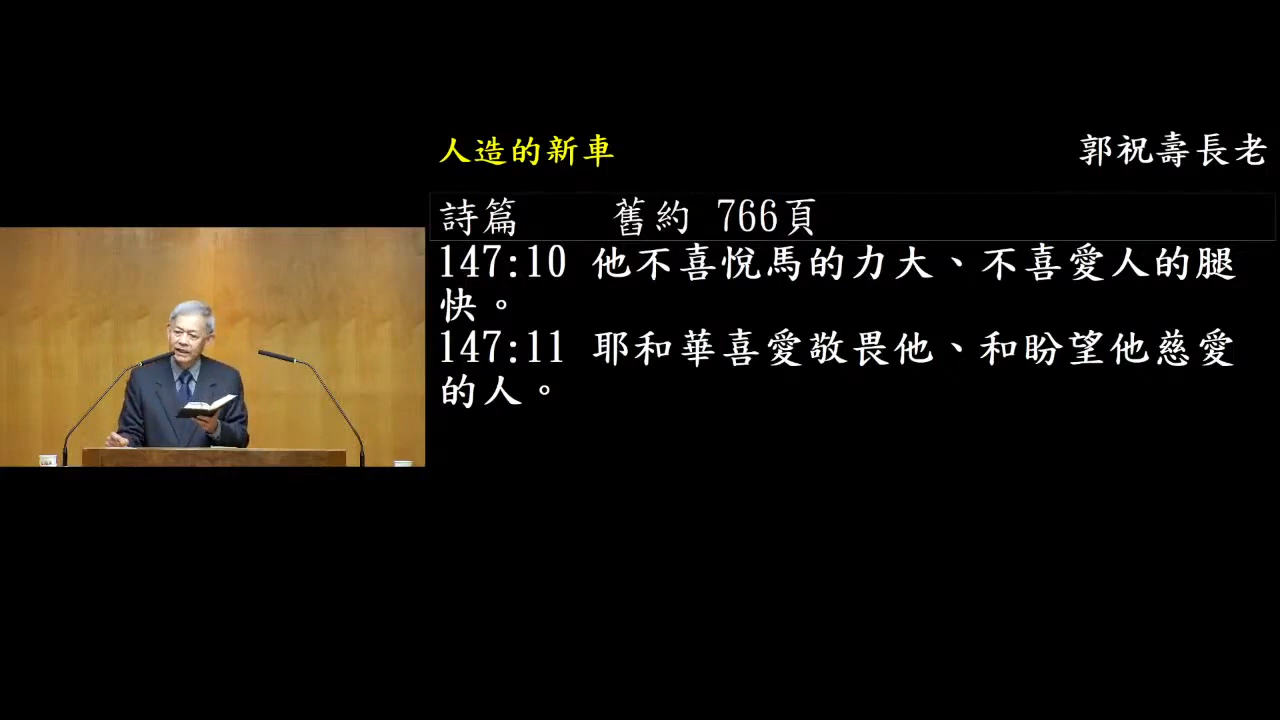 人造的新車 郭祝壽長老
詩篇 舊約 766頁
147:10 他不喜悅馬的力大、不喜愛人的腿
快。
147:11 耶和華喜愛敬畏他、和盼望他慈愛
的人。